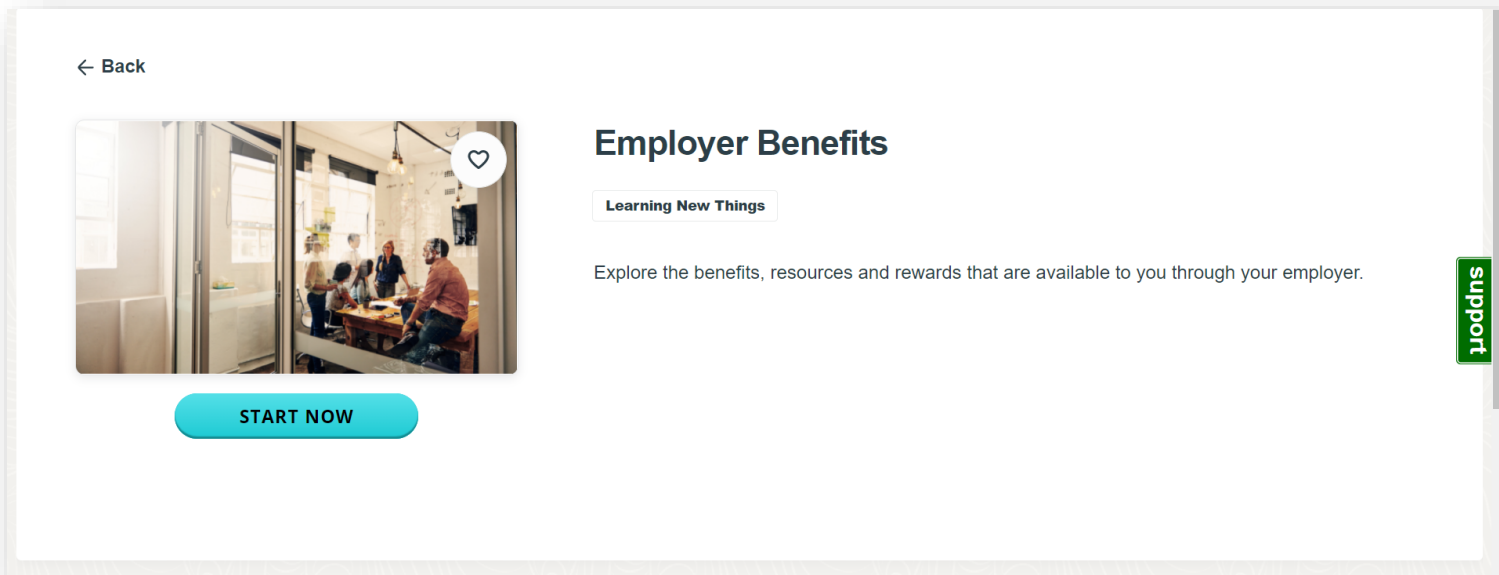 Back
Employer Benefits
Learning New Things
Explore the benefits, resources and rewards that are available to you through your employer.
START NOW
support